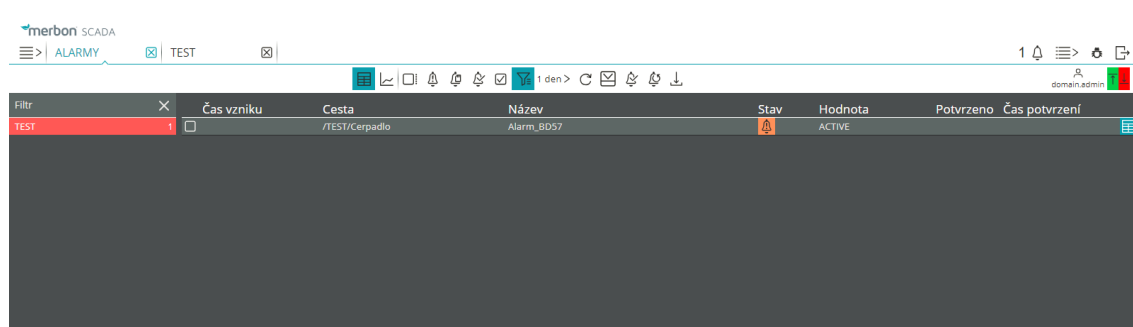 merbon SCADA
ALARMY TEST 1
1 den >
domain.admin
Filtr Čas vzniku Cesta Název Stav Hodnota Potvrzeno Čas potvrzení
TEST 1 /TEST/Cerpadlo Alarm_BD57 ACTIVE